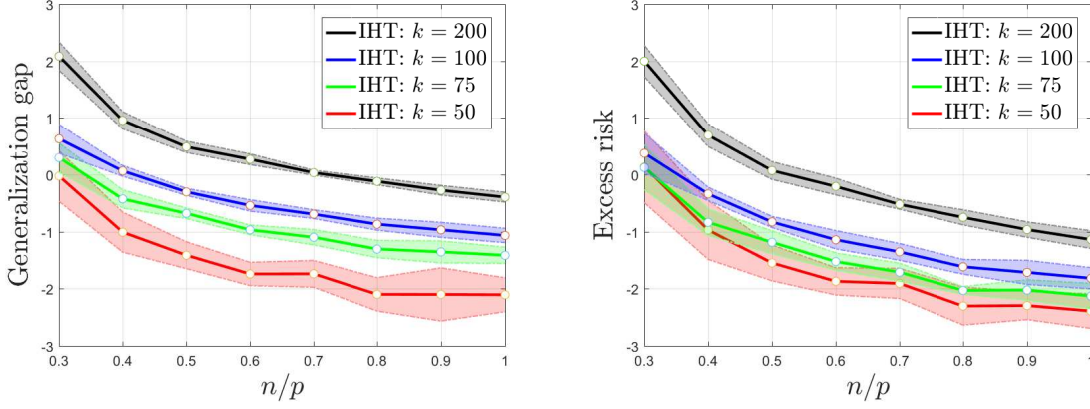 Generalization gap
3
2
1
0
-1
-2
-3
IHT: k = 200
IHT: k = 100
IHT: k = 75
IHT: k = 50
0.3 0.4 0.5 0.6 0.7 0.8 0.9 1
n/p
Excess risk
3
2
1
0
-1
-2
-3
IHT: k = 200
IHT: k = 100
IHT: k = 75
IHT: k = 50
0.3 0.4 0.5 0.6 0.7 0.8 0.9 1
n/p